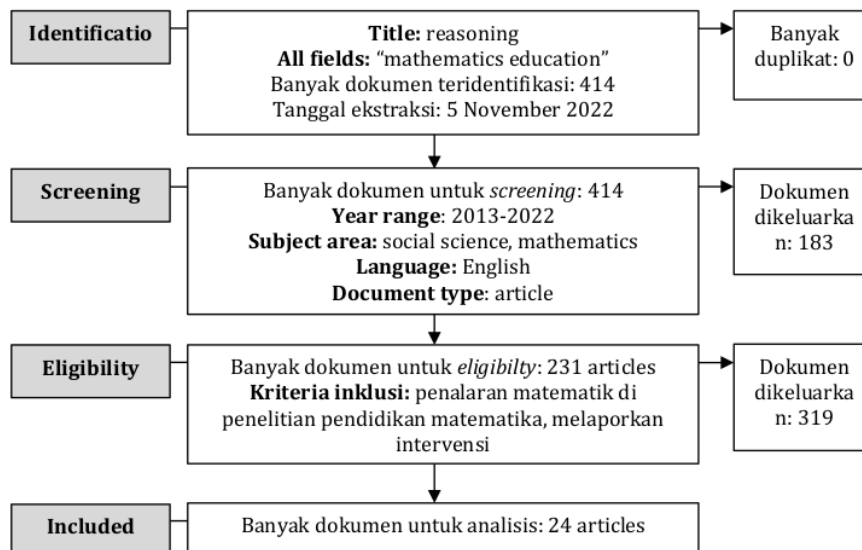 Identificatio
Title: reasoning
All fields: “mathematics education”
Banyak dokumen teridentifikasi: 414
Tanggal ekstraksi: 5 November 2022
Banyak
duplikat: 0
Screening
Banyak dokumen untuk screening: 414
Year range: 2013-2022
Subject area: social science, mathematics
Language: English
Document type: article
Dokumen
dikeluarka
n: 183
Eligibility
Banyak dokumen untuk eligibilty: 231 articles
Kriteria inklusi: penalaran matematik di
penelitian pendidikan matematika, melaporkan
intervensi
Dokumen
dikeluarka
n: 319
Included
Banyak dokumen untuk analisis: 24 articles